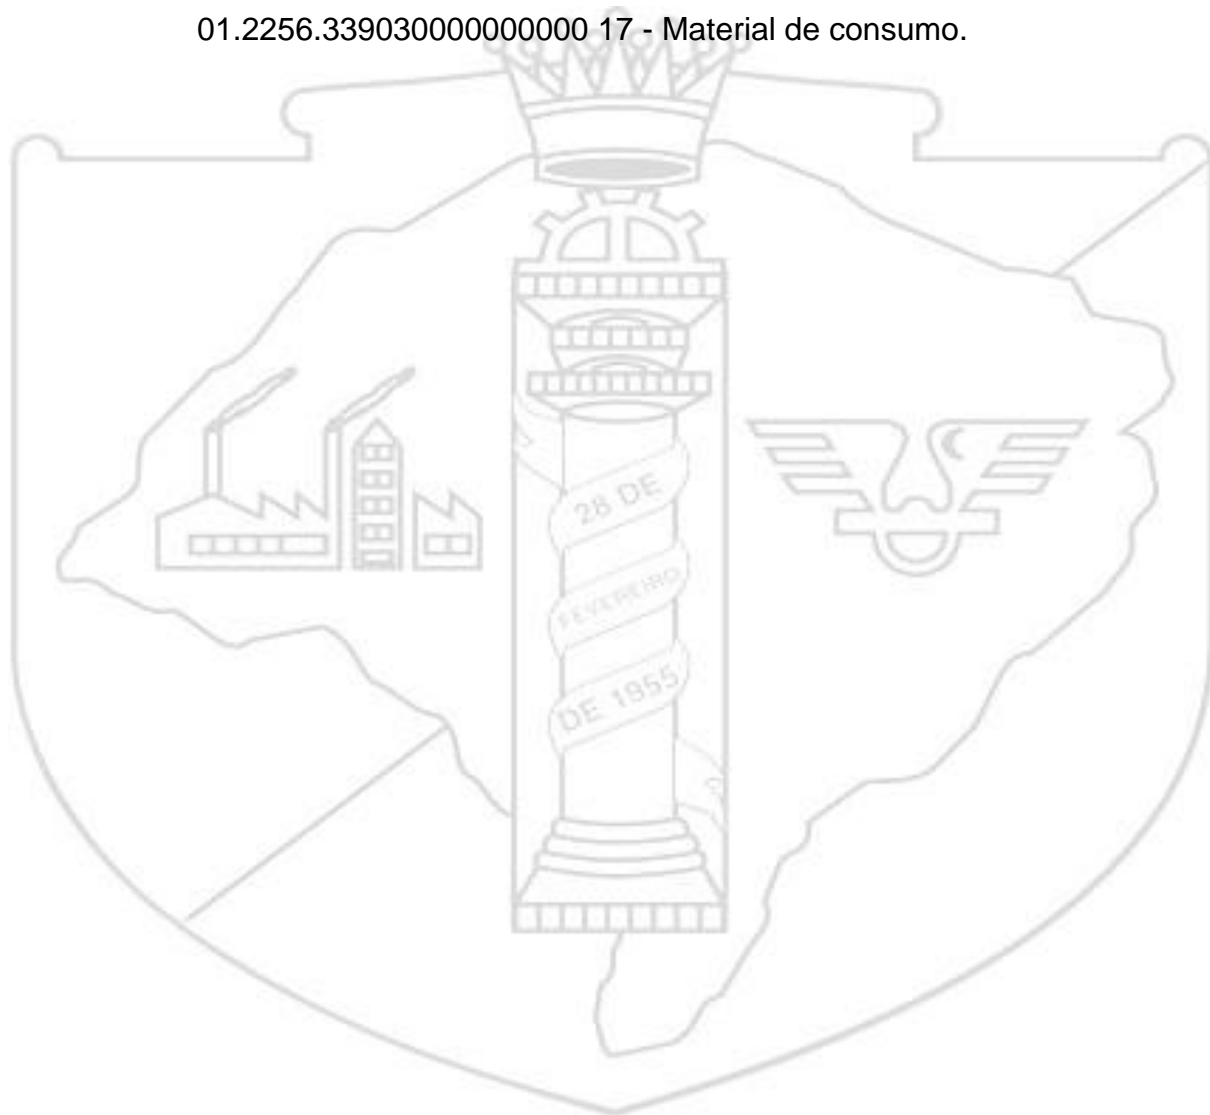 01.2256.339030000000000 17 - Material de consumo.
28 DE
FEVEREIRO
DE 1955